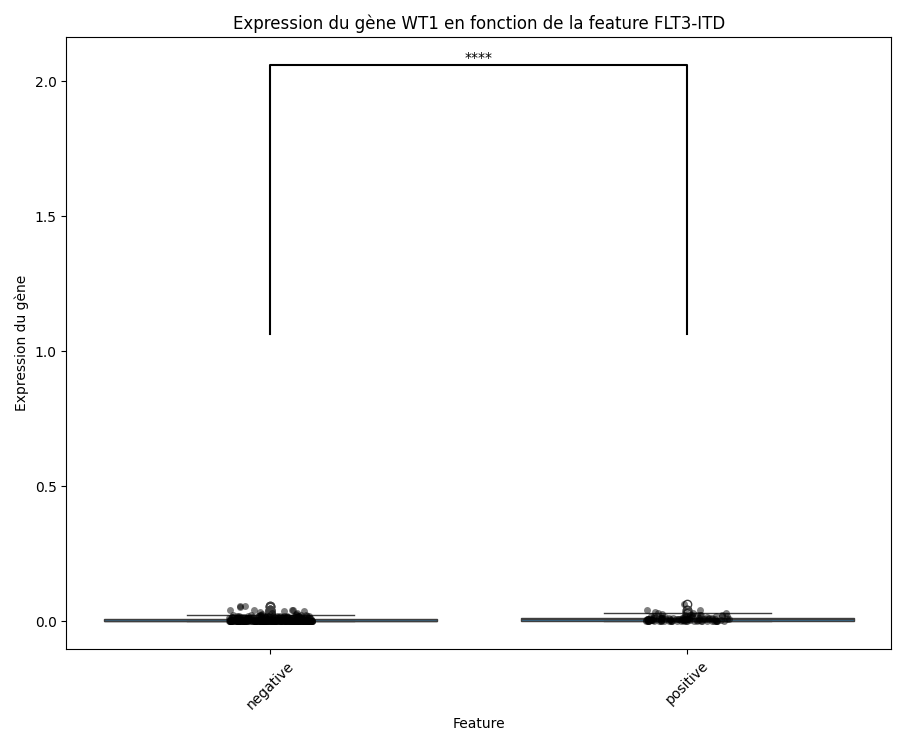 Expression du gène WT1 en fonction de la feature FLT3-ITD
****
2.0
1.5
1.0
0.5
0.0
Expression du gène
negative
positive
Feature